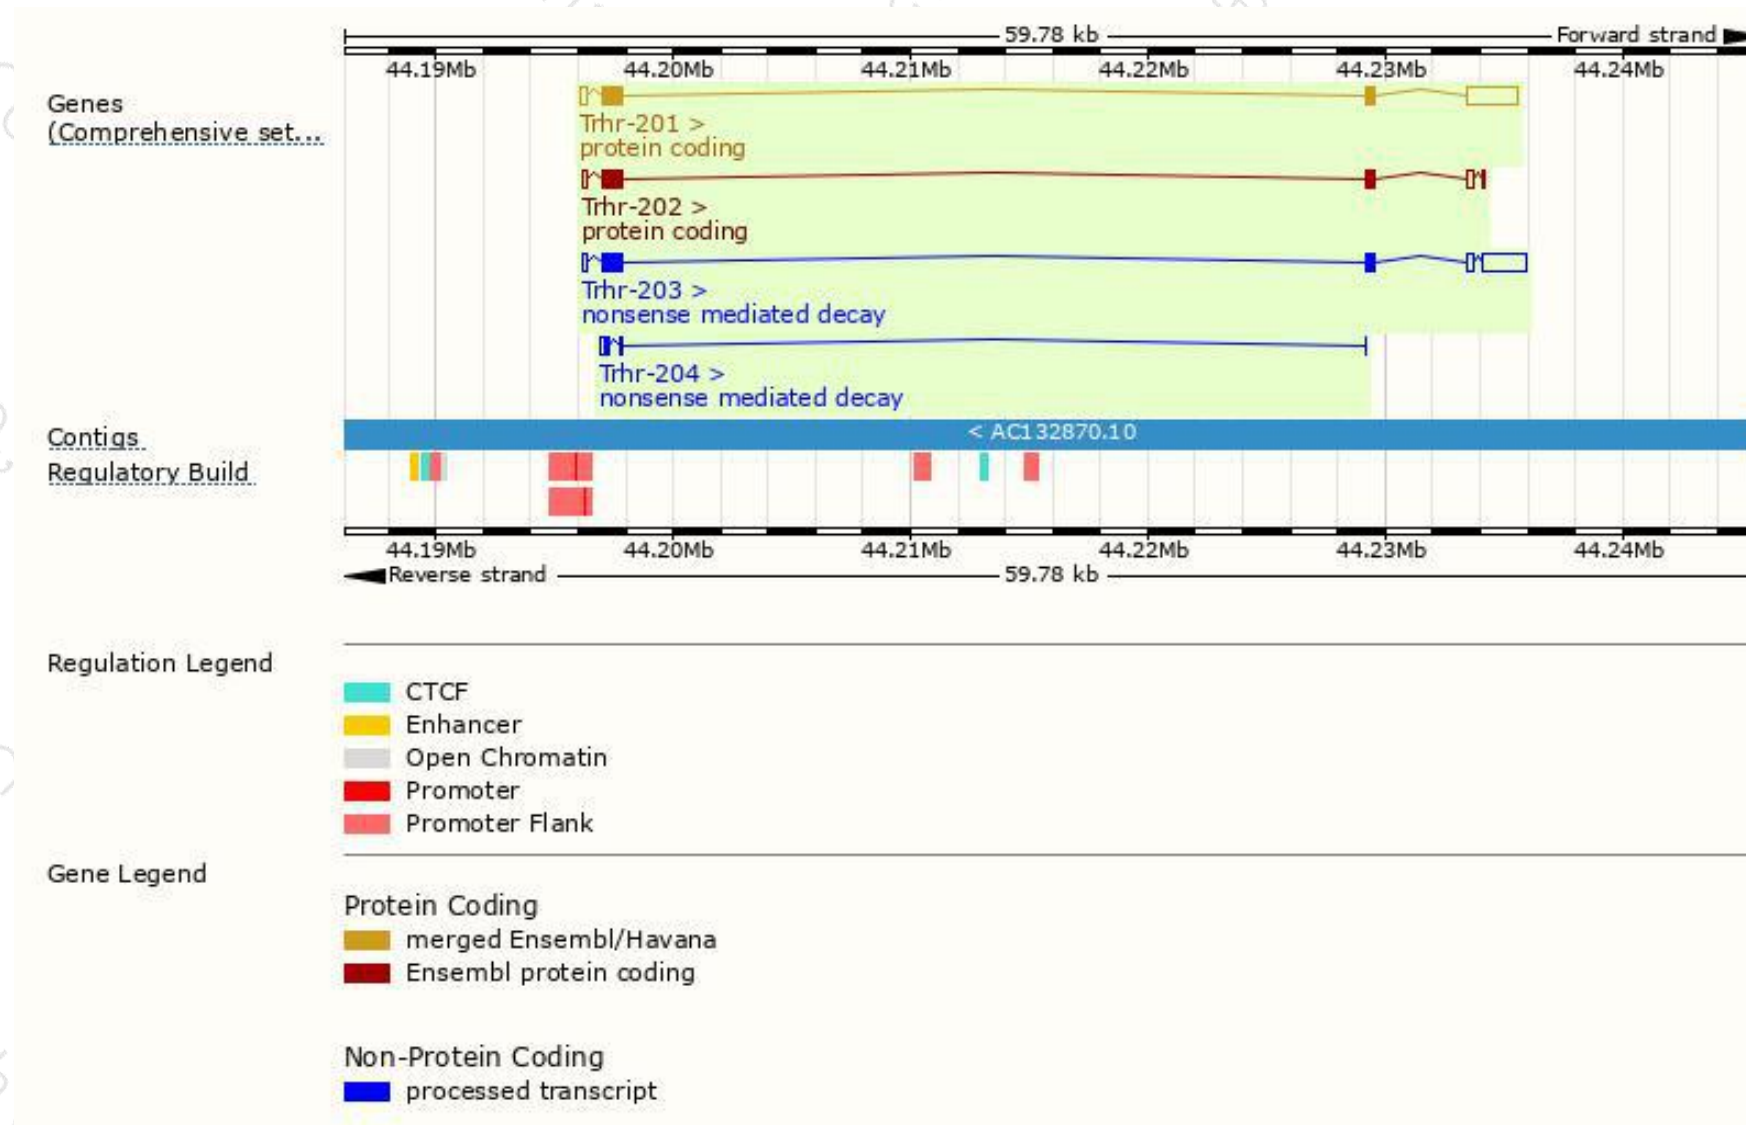 59.78 kb Forward strand
44.19Mb 44.20Mb 44.21Mb 44.22Mb 44.23Mb 44.24Mb
Genes
(Comprehensive set...
Trhr-201 >
protein coding
Trhr-202 >
protein coding
Trhr-203 >
nonsense mediated decay
Trhr-204 >
nonsense mediated decay
Contigs
< AC132870.10
Regulatory Build
44.19Mb 44.20Mb 44.21Mb 44.22Mb 44.23Mb 44.24Mb
Reverse strand 59.78 kb
Regulation Legend
CTCF
Enhancer
Open Chromatin
Promoter
Promoter Flank
Gene Legend
Protein Coding
merged Ensembl/Havana
Ensembl protein coding
Non-Protein Coding
processed transcript